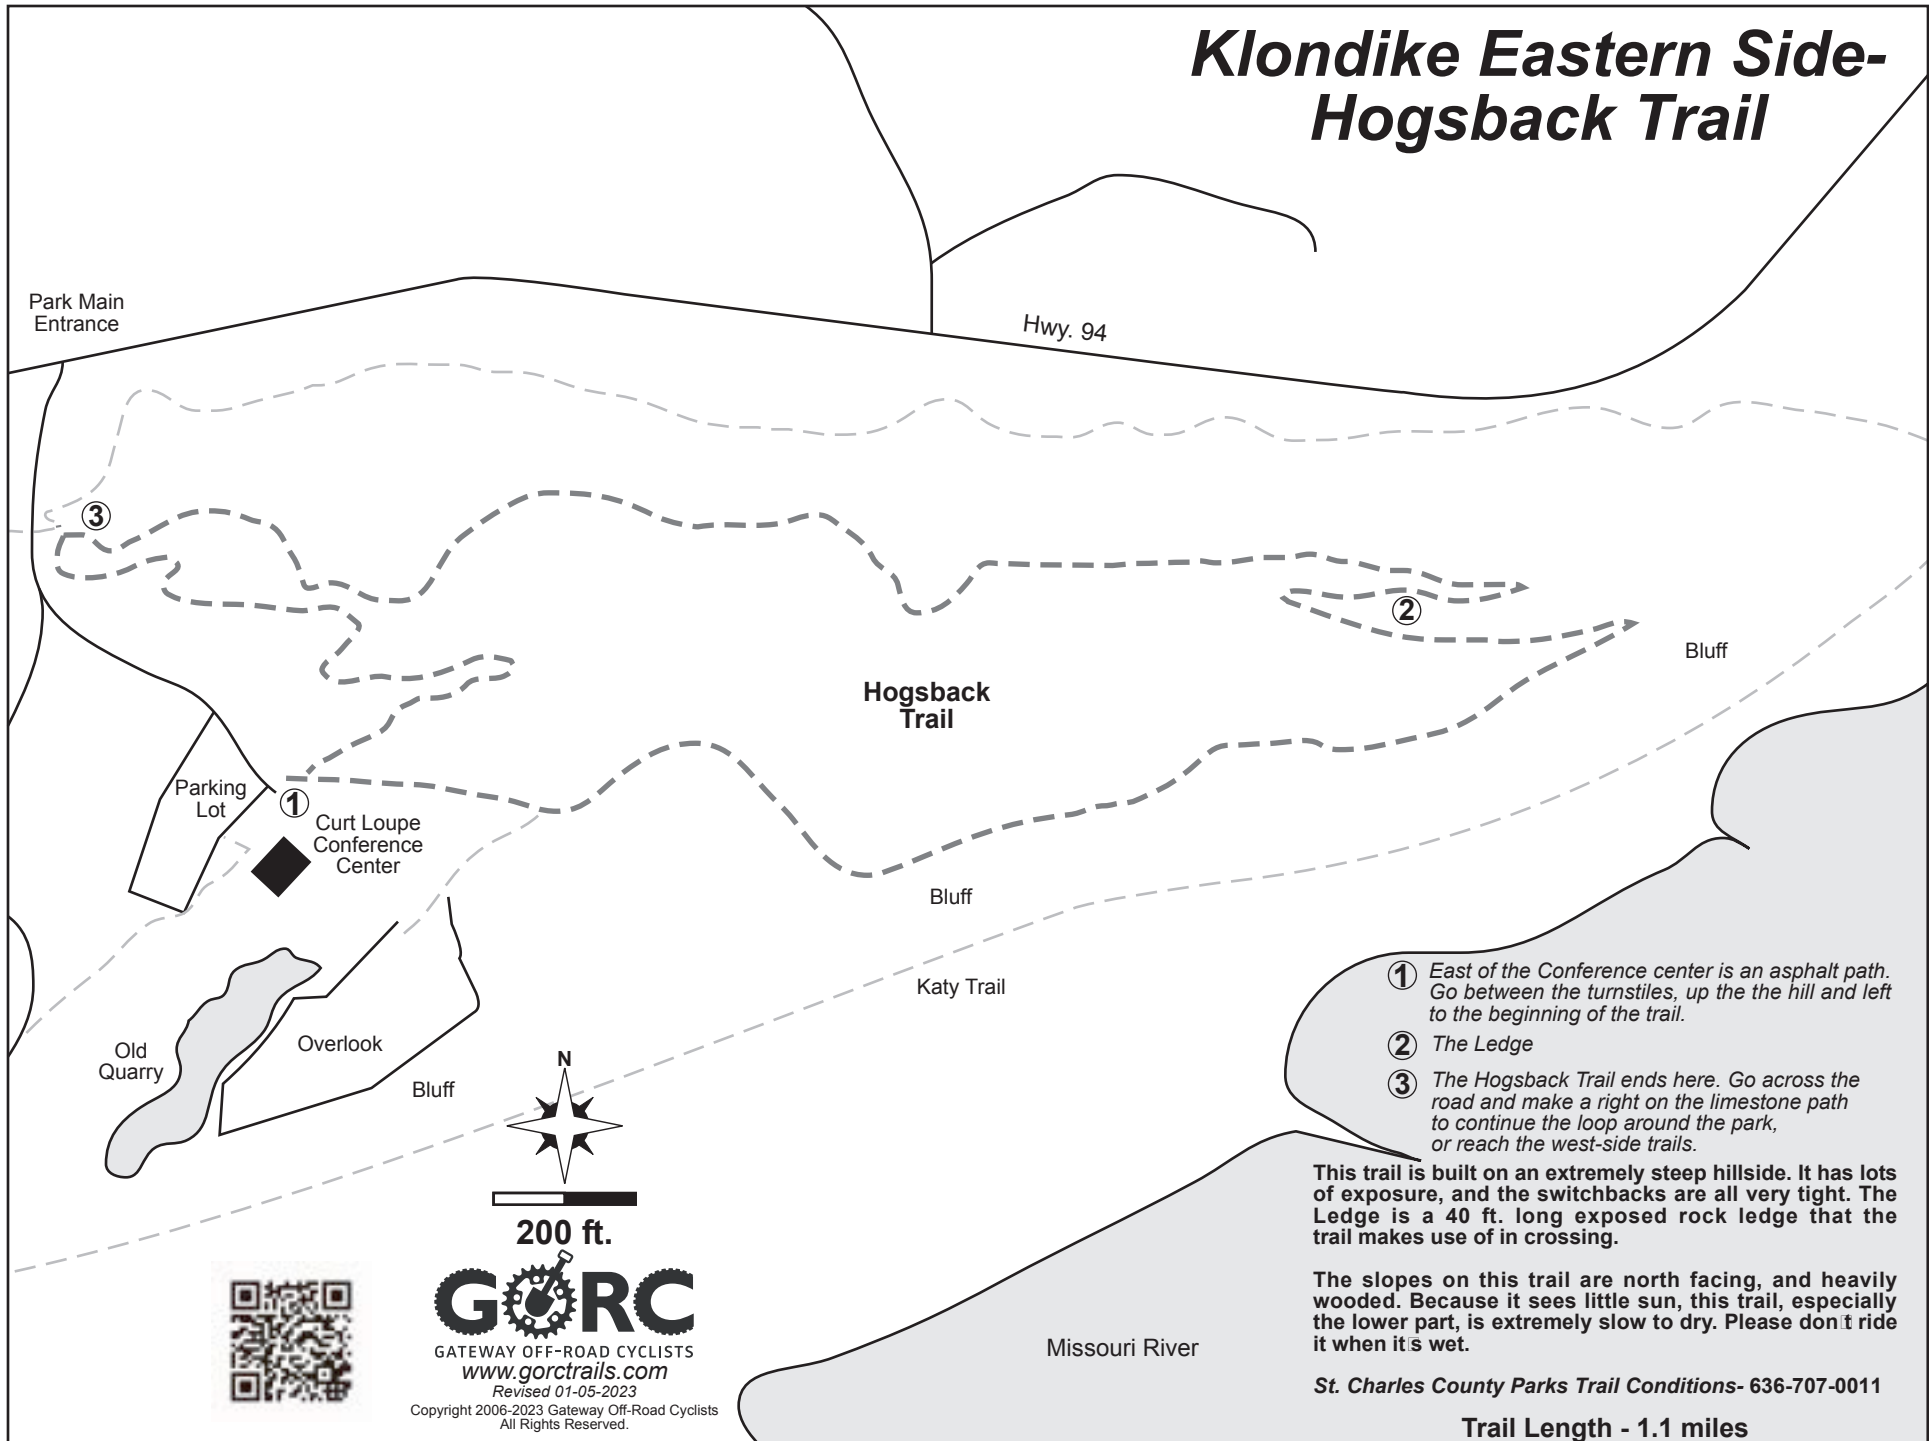 Klondike Eastern Side-
Hogsback Trail
Park Main
Entrance
Hwy. 94
3
2
Bluff
Hogsback
Trail
Parking
Lot
1
Curt Loupe
Conference
Center
Bluff
Katy Trail
Old
Quarry
Overlook
Bluff
N
200 ft.
GORC
GATEWAY OFF-ROAD CYCLISTS
www.gorctrails.com
Revised 01-05-2023
Copyright 2006-2023 Gateway Off-Road Cyclists
All Rights Reserved.
Missouri River
1 East of the Conference center is an asphalt path.
Go between the turnstiles, up the the hill and left
to the beginning of the trail.
2 The Ledge
3 The Hogsback Trail ends here. Go across the
road and make a right on the limestone path
to continue the loop around the park,
or reach the west-side trails.
This trail is built on an extremely steep hillside. It has lots
of exposure, and the switchbacks are all very tight. The
Ledge is a 40 ft. long exposed rock ledge that the
trail makes use of in crossing.
The slopes on this trail are north facing, and heavily
wooded. Because it sees little sun, this trail, especially
the lower part, is extremely slow to dry. Please don▯t ride
it when it▯s wet.
St. Charles County Parks Trail Conditions- 636-707-0011
Trail Length - 1.1 miles